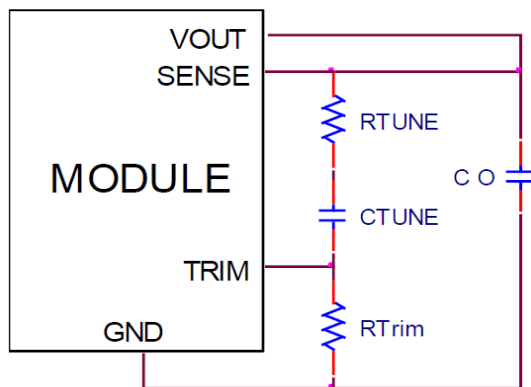 VOUT
SENSE
RTUNE
MODULE
C O
CTUNE
TRIM
RTrim
GND